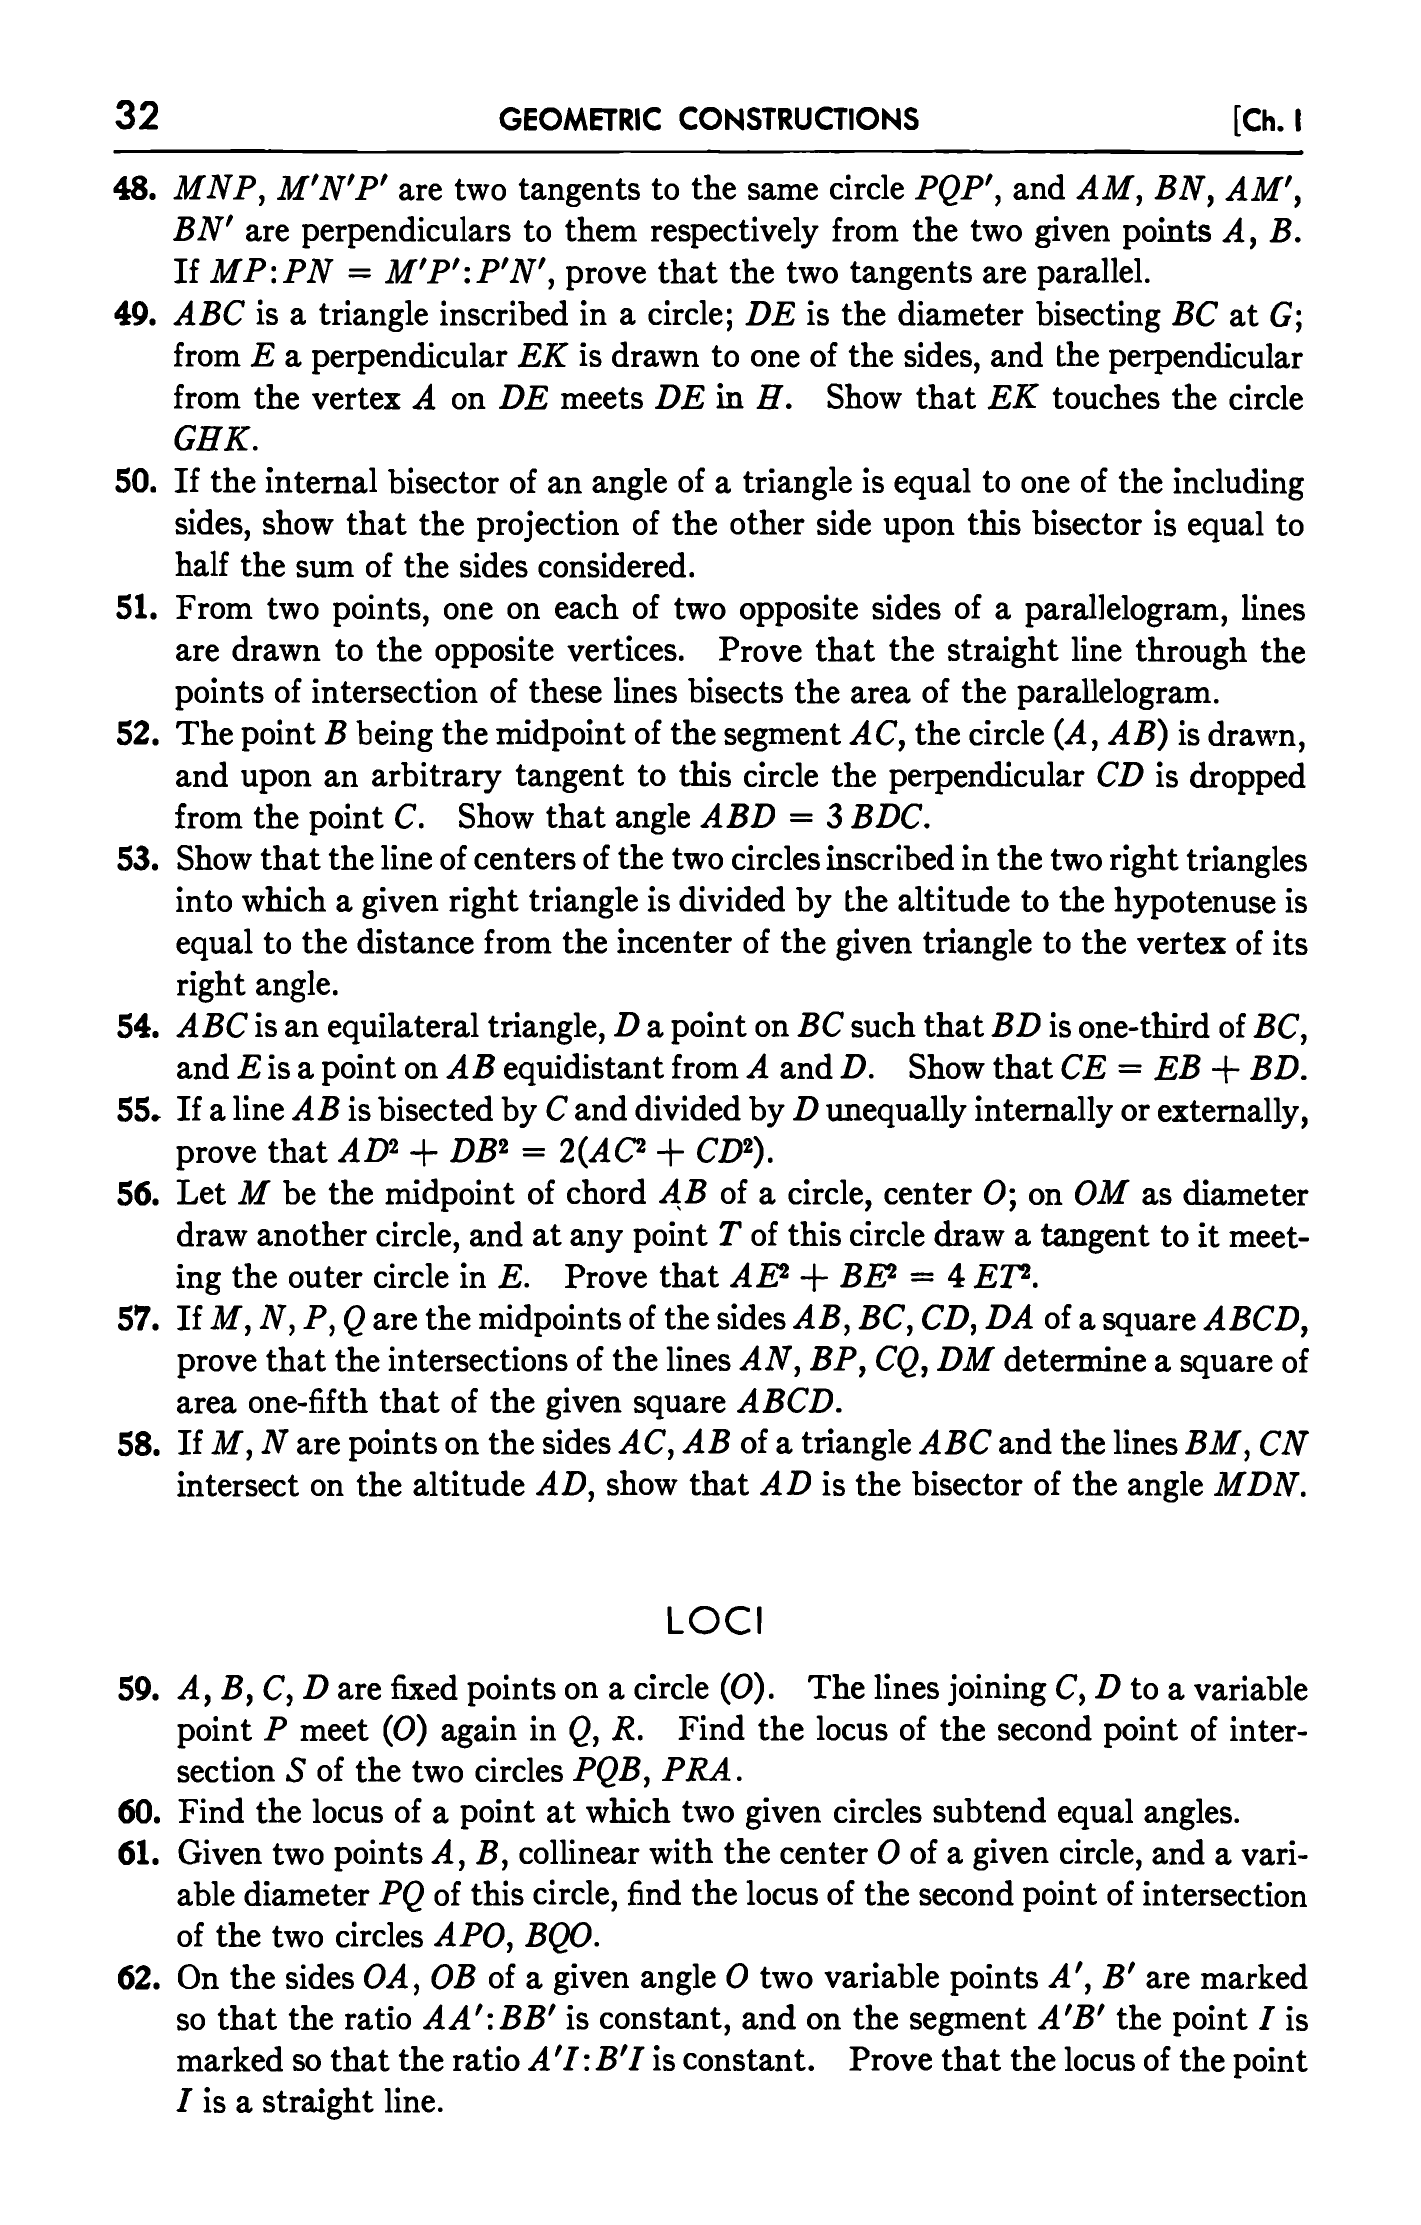 32 GEOMETRIC CONSTRUCTIONS [Ch. I
48. MNP, M'N'P' are two tangents to the same circle PQP', and AM, BN, AM',
BN' are perpendiculars to them respectively from the two given points A, B.
If MP:PN = M'P':P'N', prove that the two tangents are parallel.
49. ABC is a triangle inscribed in a circle; DE is the diameter bisecting BC at G;
from E a perpendicular EK is drawn to one of the sides, and the perpendicular
from the vertex A on DE meets DE in H. Show that EK touches the circle
GHK.
50. If the internal bisector of an angle of a triangle is equal to one of the including
sides, show that the projection of the other side upon this bisector is equal to
half the sum of the sides considered.
51. From two points, one on each of two opposite sides of a parallelogram, lines
are drawn to the opposite vertices. Prove that the straight line through the
points of intersection of these lines bisects the area of the parallelogram.
52. The point B being the midpoint of the segment AC, the circle (A, AB) is drawn,
and upon an arbitrary tangent to this circle the perpendicular CD is dropped
from the point C. Show that angle ABD = 3 BDC.
53. Show that the line of centers of the two circles inscribed in the two right triangles
into which a given right triangle is divided by the altitude to the hypotenuse is
equal to the distance from the incenter of the given triangle to the vertex of its
right angle.
54. ABC is an equilateral triangle, D a point on BC such that BD is one-third of BC,
and E is a point on AB equidistant from A and D. Show that CE = EB + BD.
55. If a line AB is bisected by C and divided by D unequally internally or externally,
prove that AD² + DB² = 2(AC² + CD²).
56. Let M be the midpoint of chord AB of a circle, center O; on OM as diameter
draw another circle, and at any point T of this circle draw a tangent to it meet-
ing the outer circle in E. Prove that AE² + BE² = 4 ET².
57. If M, N, P, Q are the midpoints of the sides AB, BC, CD, DA of a square ABCD,
prove that the intersections of the lines AN, BP, CQ, DM determine a square of
area one-fifth that of the given square ABCD.
58. If M, N are points on the sides AC, AB of a triangle ABC and the lines BM, CN
intersect on the altitude AD, show that AD is the bisector of the angle MDN.
LOCI
59. A, B, C, D are fixed points on a circle (O). The lines joining C, D to a variable
point P meet (O) again in Q, R. Find the locus of the second point of inter-
section S of the two circles PQB, PRA.
60. Find the locus of a point at which two given circles subtend equal angles.
61. Given two points A, B, collinear with the center O of a given circle, and a vari-
able diameter PQ of this circle, find the locus of the second point of intersection
of the two circles APO, BQO.
62. On the sides OA, OB of a given angle O two variable points A', B' are marked
so that the ratio AA':BB' is constant, and on the segment A'B' the point I is
marked so that the ratio A'I:B'I is constant. Prove that the locus of the point
I is a straight line.